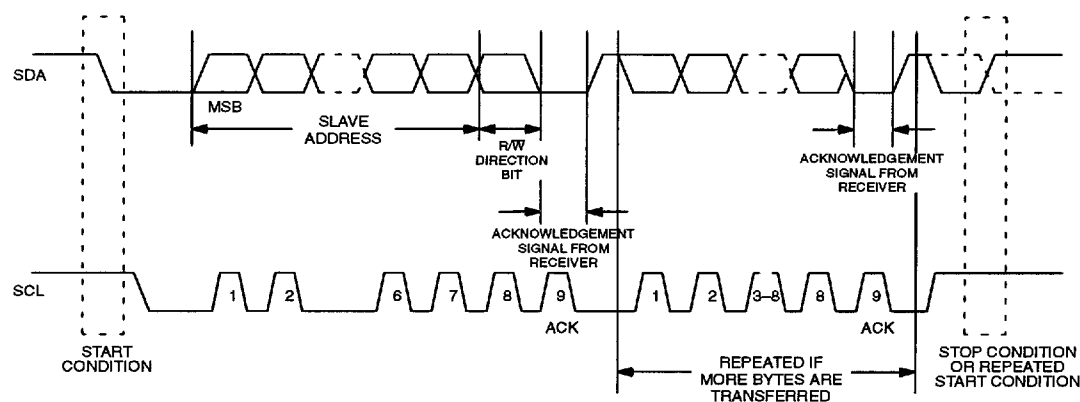 SDA
MSB
SLAVE
ADDRESS
R/W̅
DIRECTION
BIT
ACKNOWLEDGEMENT
SIGNAL FROM
RECEIVER
ACKNOWLEDGEMENT
SIGNAL FROM
RECEIVER
SCL
1 2 6 7 8 9 1 2 3–8 8 9
ACK ACK
START
CONDITION
REPEATED IF
MORE BYTES ARE
TRANSFERRED
STOP CONDITION
OR REPEATED
START CONDITION